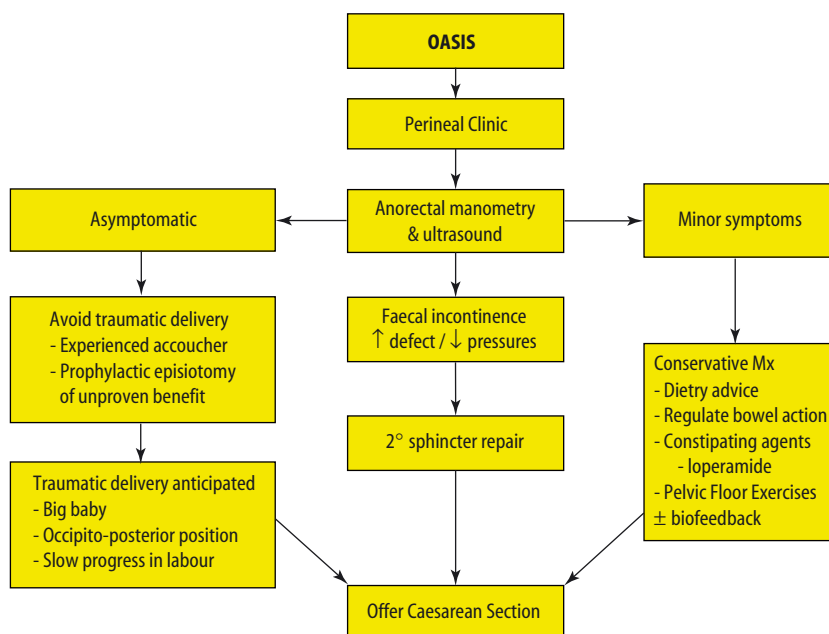 OASIS
Perineal Clinic
Anorectal manometry
& ultrasound
Asymptomatic
Minor symptoms
Avoid traumatic delivery
- Experienced accoucher
- Prophylactic episiotomy
of unproven benefit
Faecal incontinence
↑ defect / ↓ pressures
Conservative Mx
- Dietry advice
- Regulate bowel action
- Constipating agents
- loperamide
- Pelvic Floor Exercises
± biofeedback
2° sphincter repair
Traumatic delivery anticipated
- Big baby
- Occipito-posterior position
- Slow progress in labour
Offer Caesarean Section